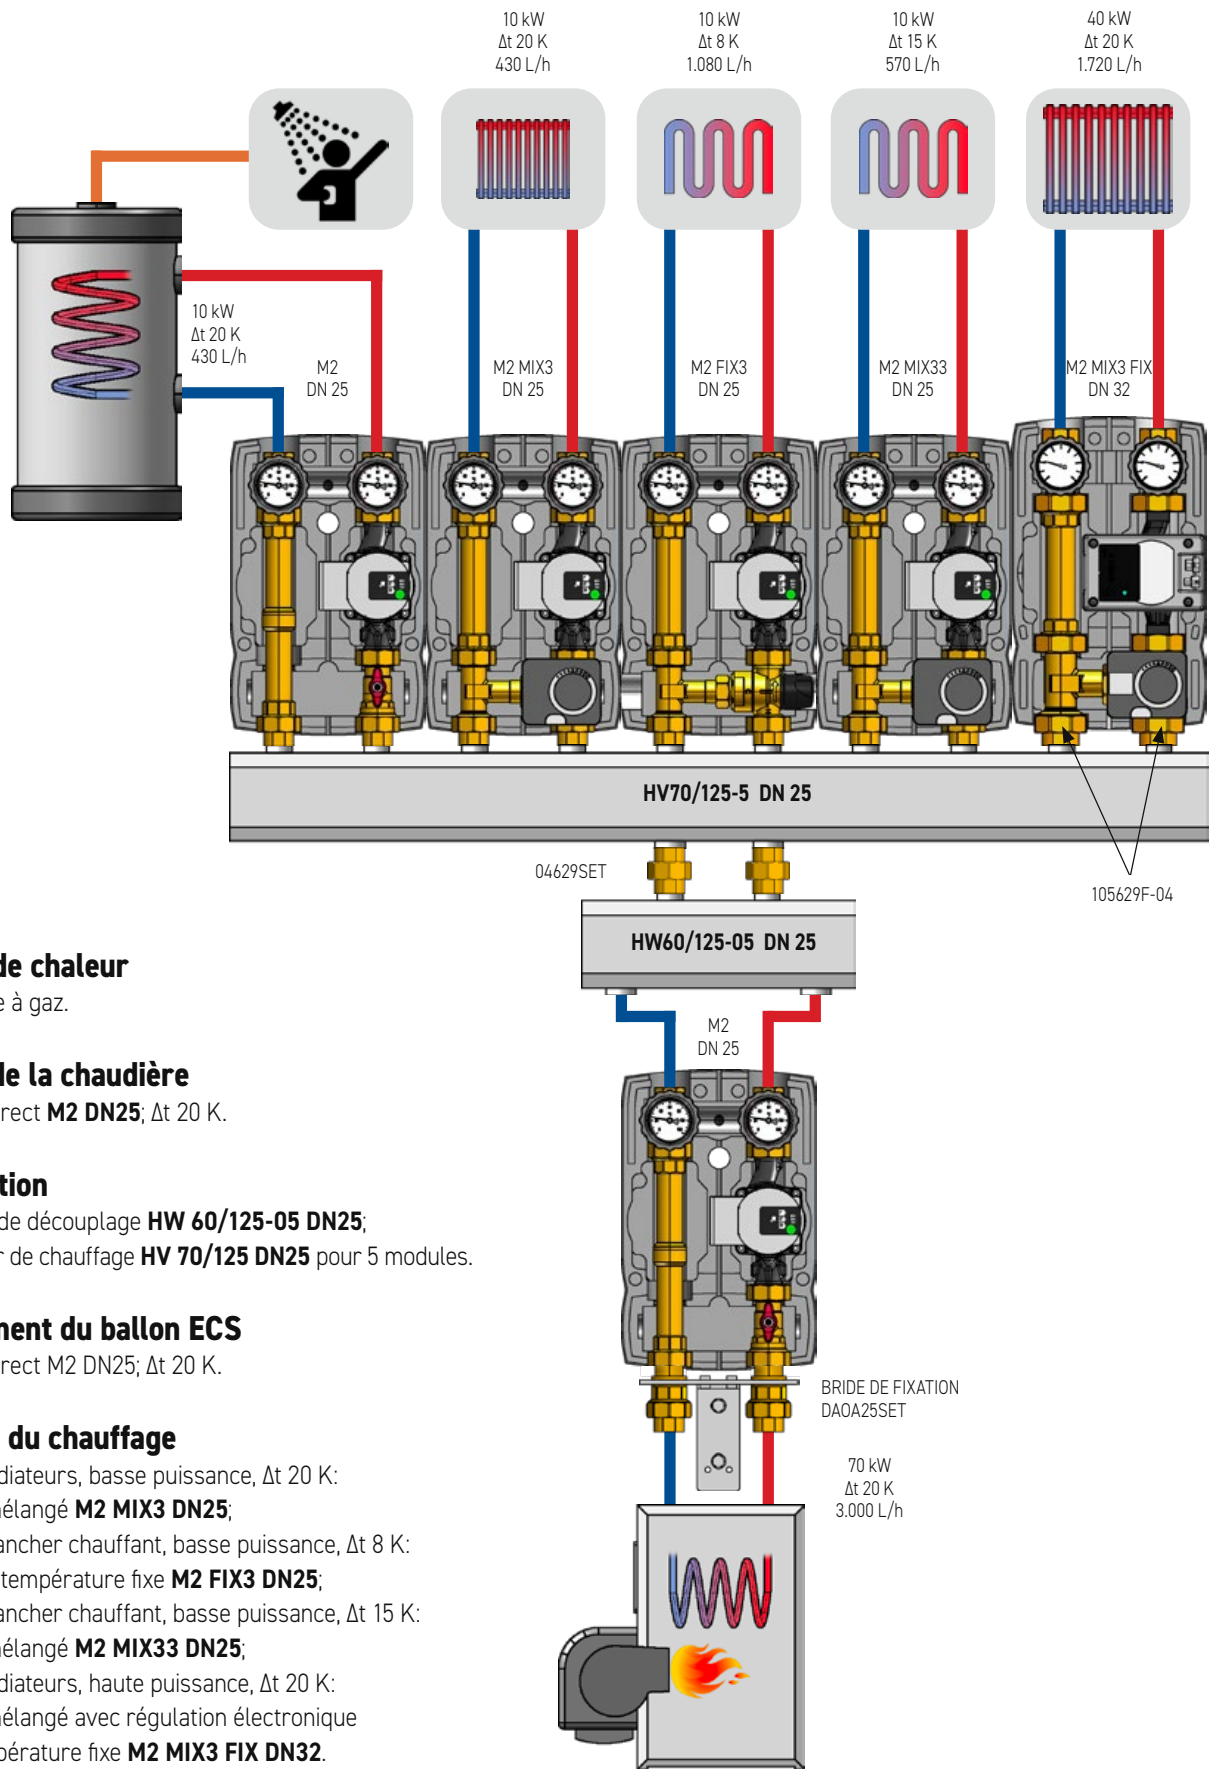 10 kW
Δt 20 K
430 L/h
10 kW
Δt 8 K
1.080 L/h
10 kW
Δt 15 K
570 L/h
40 kW
Δt 20 K
1.720 L/h
10 kW
Δt 20 K
430 L/h
M2
DN 25
M2 MIX3
DN 25
M2 FIX3
DN 25
M2 MIX33
DN 25
M2 MIX3 FIX
DN 32
HV70/125-5 DN 25
04629SET
105629F-04
HW60/125-05 DN 25
M2
DN 25
BRIDE DE FIXATION
DAOA25SET
70 kW
Δt 20 K
3.000 L/h
de chaleur
e à gaz.
de la chaudière
rect M2 DN25; Δt 20 K.
tion
de découplage HW 60/125-05 DN25;
r de chauffage HV 70/125 DN25 pour 5 modules.
ment du ballon ECS
rect M2 DN25; Δt 20 K.
du chauffage
diateurs, basse puissance, Δt 20 K:
élangé M2 MIX3 DN25;
ancher chauffant, basse puissance, Δt 8 K:
température fixe M2 FIX3 DN25;
ancher chauffant, basse puissance, Δt 15 K:
élangé M2 MIX33 DN25;
diateurs, haute puissance, Δt 20 K:
élangé avec régulation électronique
pérature fixe M2 MIX3 FIX DN32.